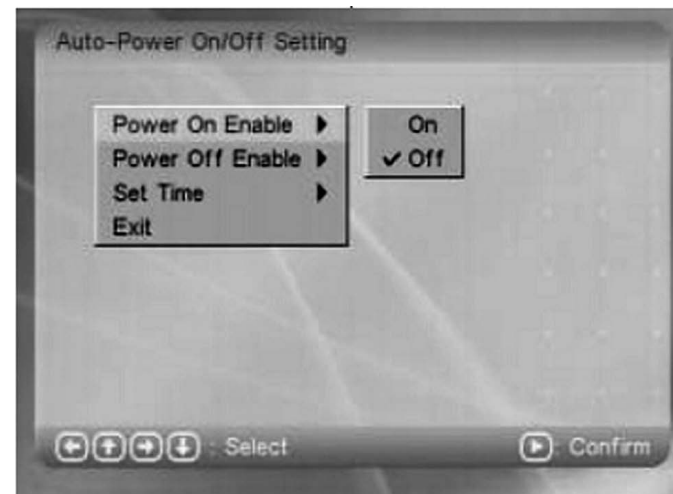 Auto-Power On/Off Setting
Power On Enable
Power Off Enable
Set Time
Exit
On
Off
: Select
: Confirm